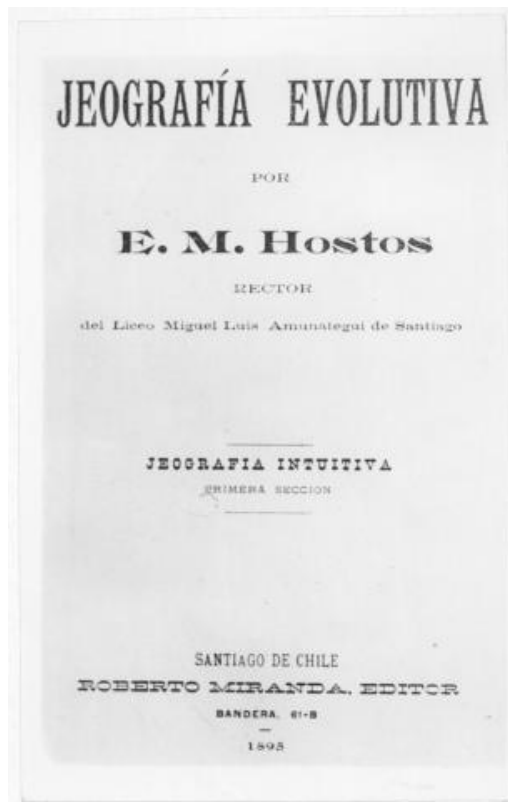 JEOGRAFÍA EVOLUTIVA
POR
E. M. Hostos
RECTOR
del Liceo Miguel Luis Amunátegui de Santiago
JEOGRAFIA INTUITIVA
PRIMERA SECCION
SANTIAGO DE CHILE
ROBERTO MIRANDA, EDITOR
BANDERA, 61-B
1895